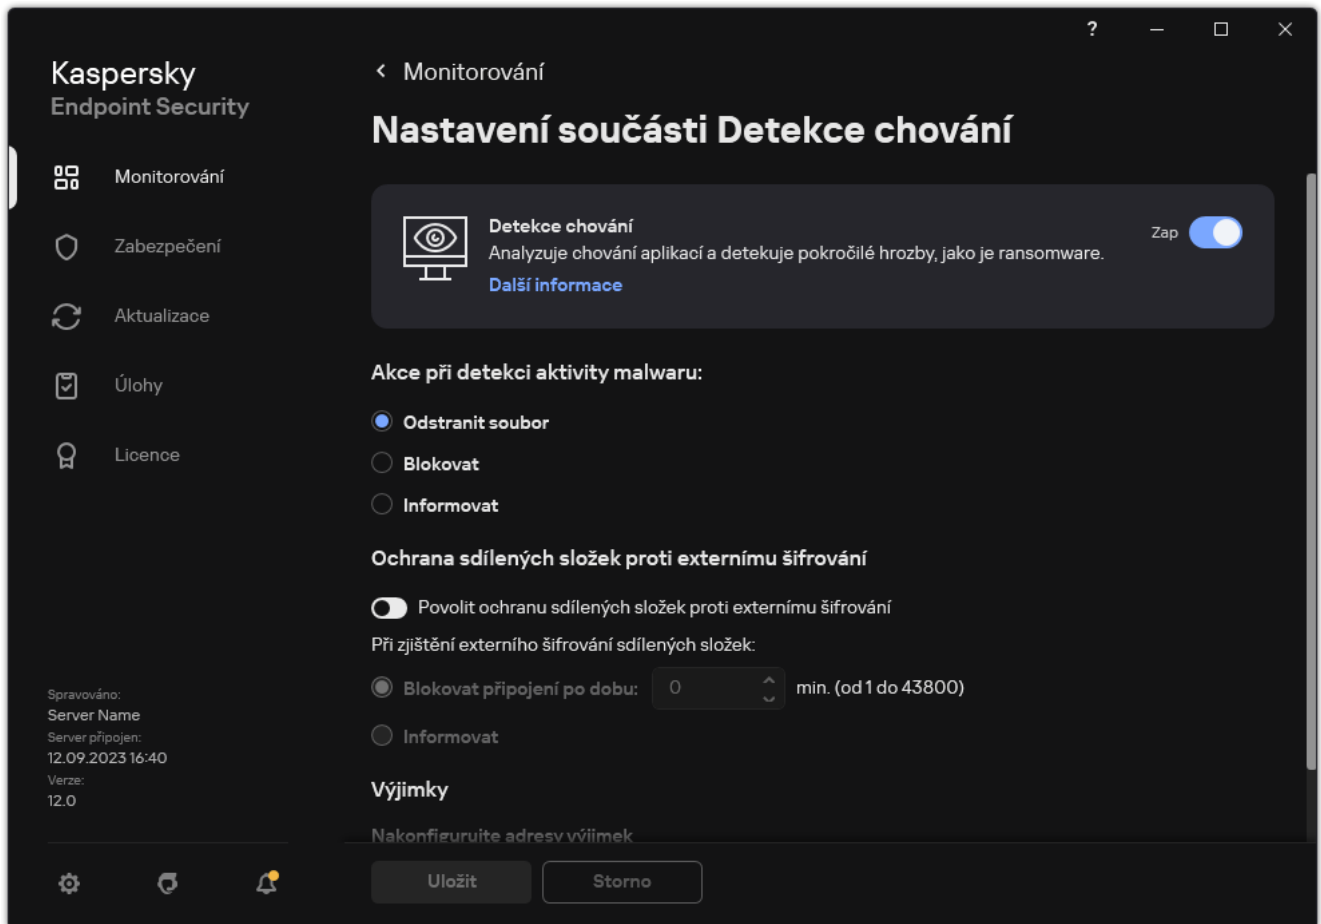 ?
Kaspersky
Endpoint Security
Monitorování
Zabezpečení
Aktualizace
Úlohy
Licence
Spravováno:
Server Name
Server připojen:
12.09.2023 16:40
Verze:
12.0
Monitorování
Nastavení součásti Detekce chování
Detekce chování
Zap
Analyzuje chování aplikací a detekuje pokročilé hrozby, jako je ransomware.
Další informace
Akce při detekci aktivity malwaru:
Odstranit soubor
Blokovat
Informovat
Ochrana sdílených složek proti externímu šifrování
Povolit ochranu sdílených složek proti externímu šifrování
Při zjištění externího šifrování sdílených složek:
Blokovat připojení po dobu: 0 min. (od 1 do 43800)
Informovat
Výjimky
Nakonfigurujte adresy výjimek
Uložit
Storno